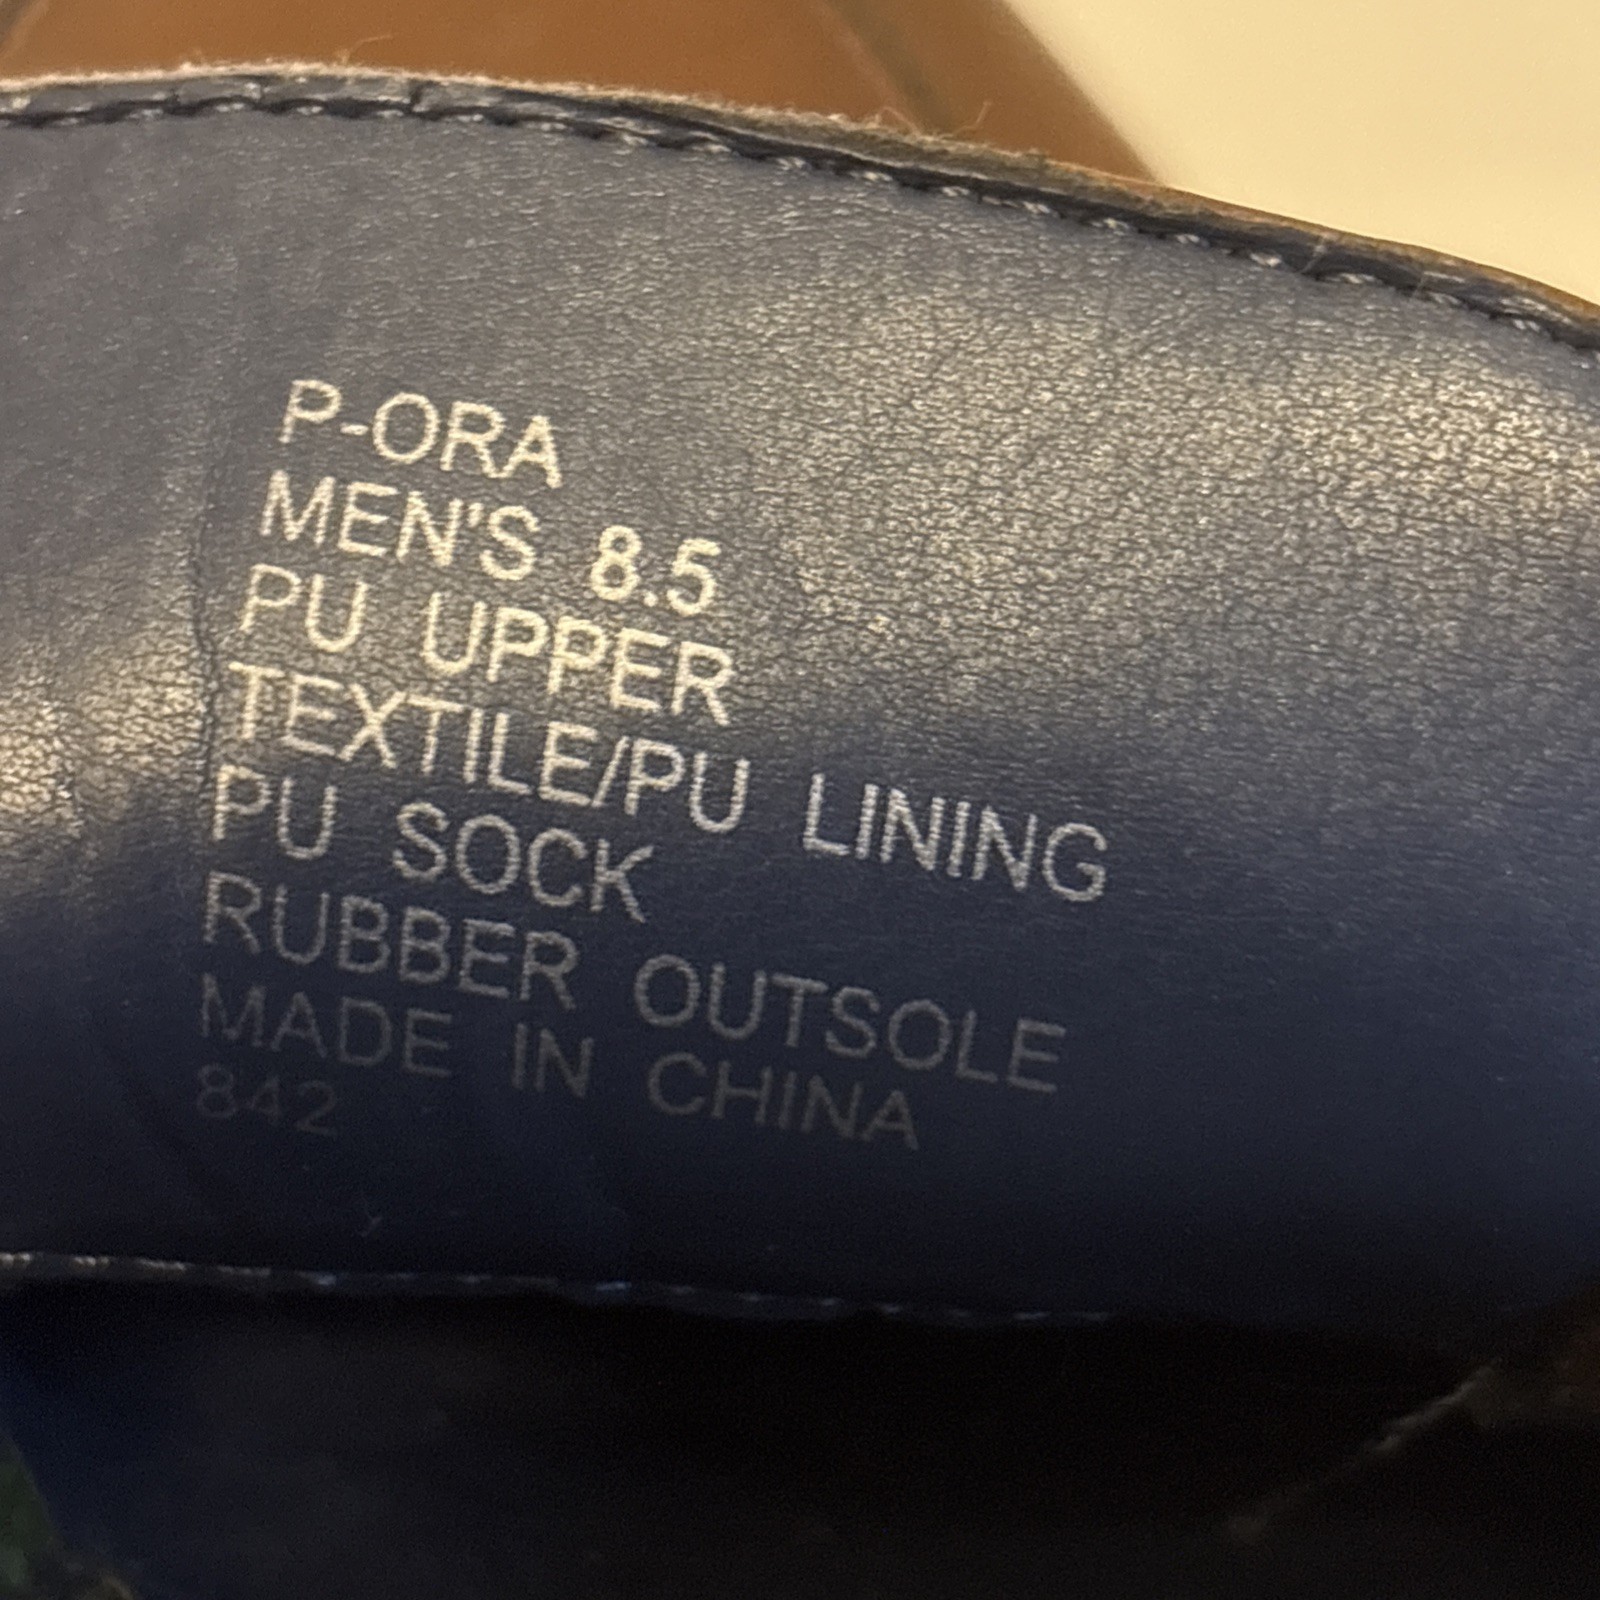 P-ORA
MEN'S 8.5
PU UPPER
TEXTILE/PU LINING
PU SOCK
RUBBER OUTSOLE
MADE IN CHINA
842